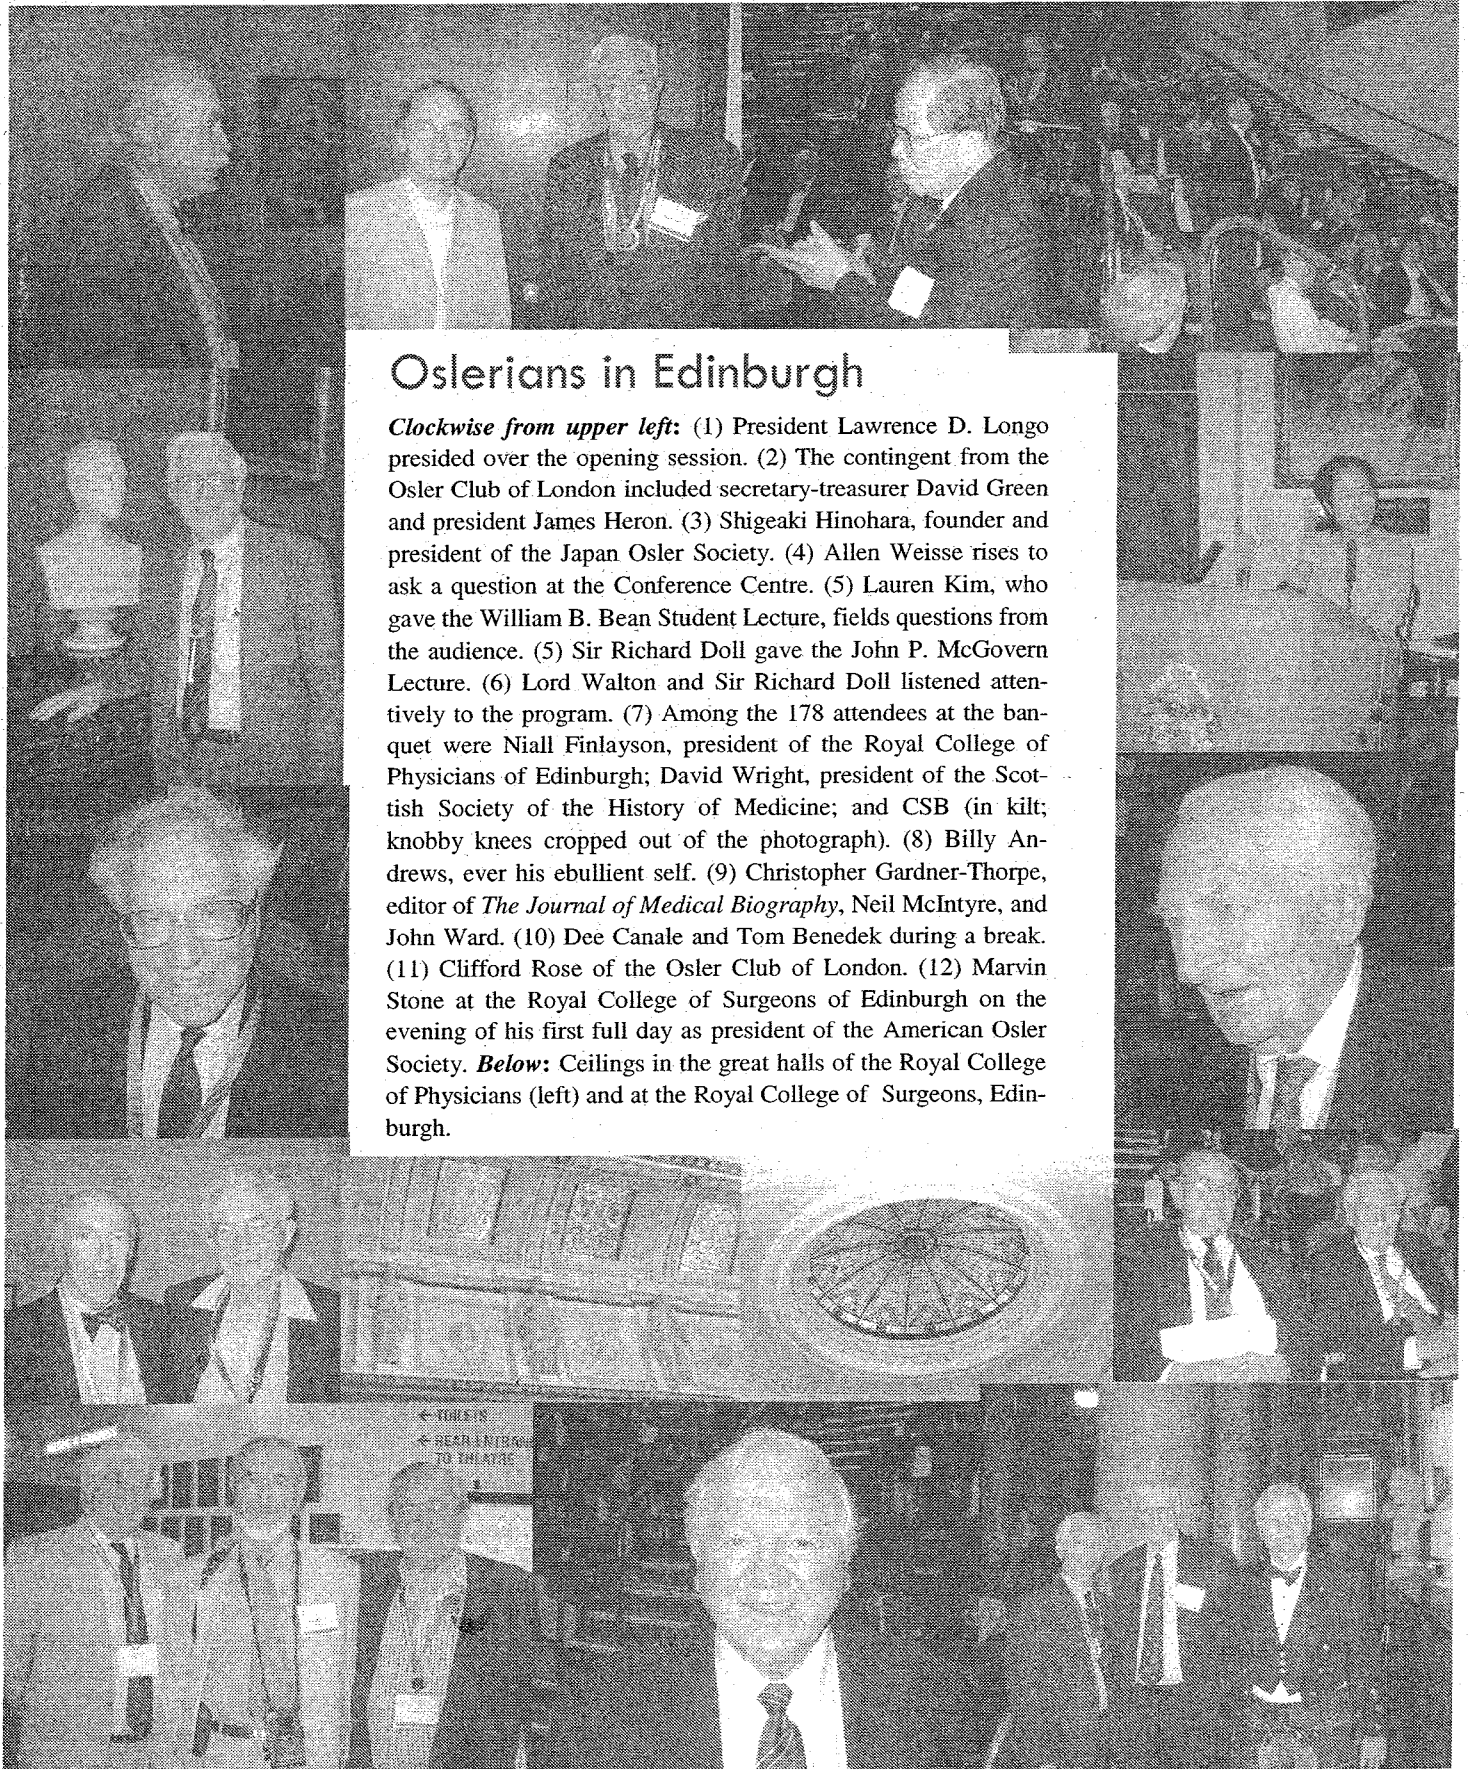 Oslerians in Edinburgh
Clockwise from upper left: (1) President Lawrence D. Longo
presided over the opening session. (2) The contingent from the
Osler Club of London included secretary-treasurer David Green
and president James Heron. (3) Shigeaki Hinohara, founder and
president of the Japan Osler Society. (4) Allen Weisse rises to
ask a question at the Conference Centre. (5) Lauren Kim, who
gave the William B. Bean Student Lecture, fields questions from
the audience. (5) Sir Richard Doll gave the John P. McGovern
Lecture. (6) Lord Walton and Sir Richard Doll listened atten-
tively to the program. (7) Among the 178 attendees at the ban-
quet were Niall Finlayson, president of the Royal College of
Physicians of Edinburgh; David Wright, president of the Scot-
tish Society of the History of Medicine; and CSB (in kilt;
knobby knees cropped out of the photograph). (8) Billy An-
drews, ever his ebullient self. (9) Christopher Gardner-Thorpe,
editor of The Journal of Medical Biography, Neil McIntyre, and
John Ward. (10) Dee Canale and Tom Benedek during a break.
(11) Clifford Rose of the Osler Club of London. (12) Marvin
Stone at the Royal College of Surgeons of Edinburgh on the
evening of his first full day as president of the American Osler
Society. Below: Ceilings in the great halls of the Royal College
of Physicians (left) and at the Royal College of Surgeons, Edin-
burgh.
← TOILETS
← REAR ENTRAN
TO THEATRE